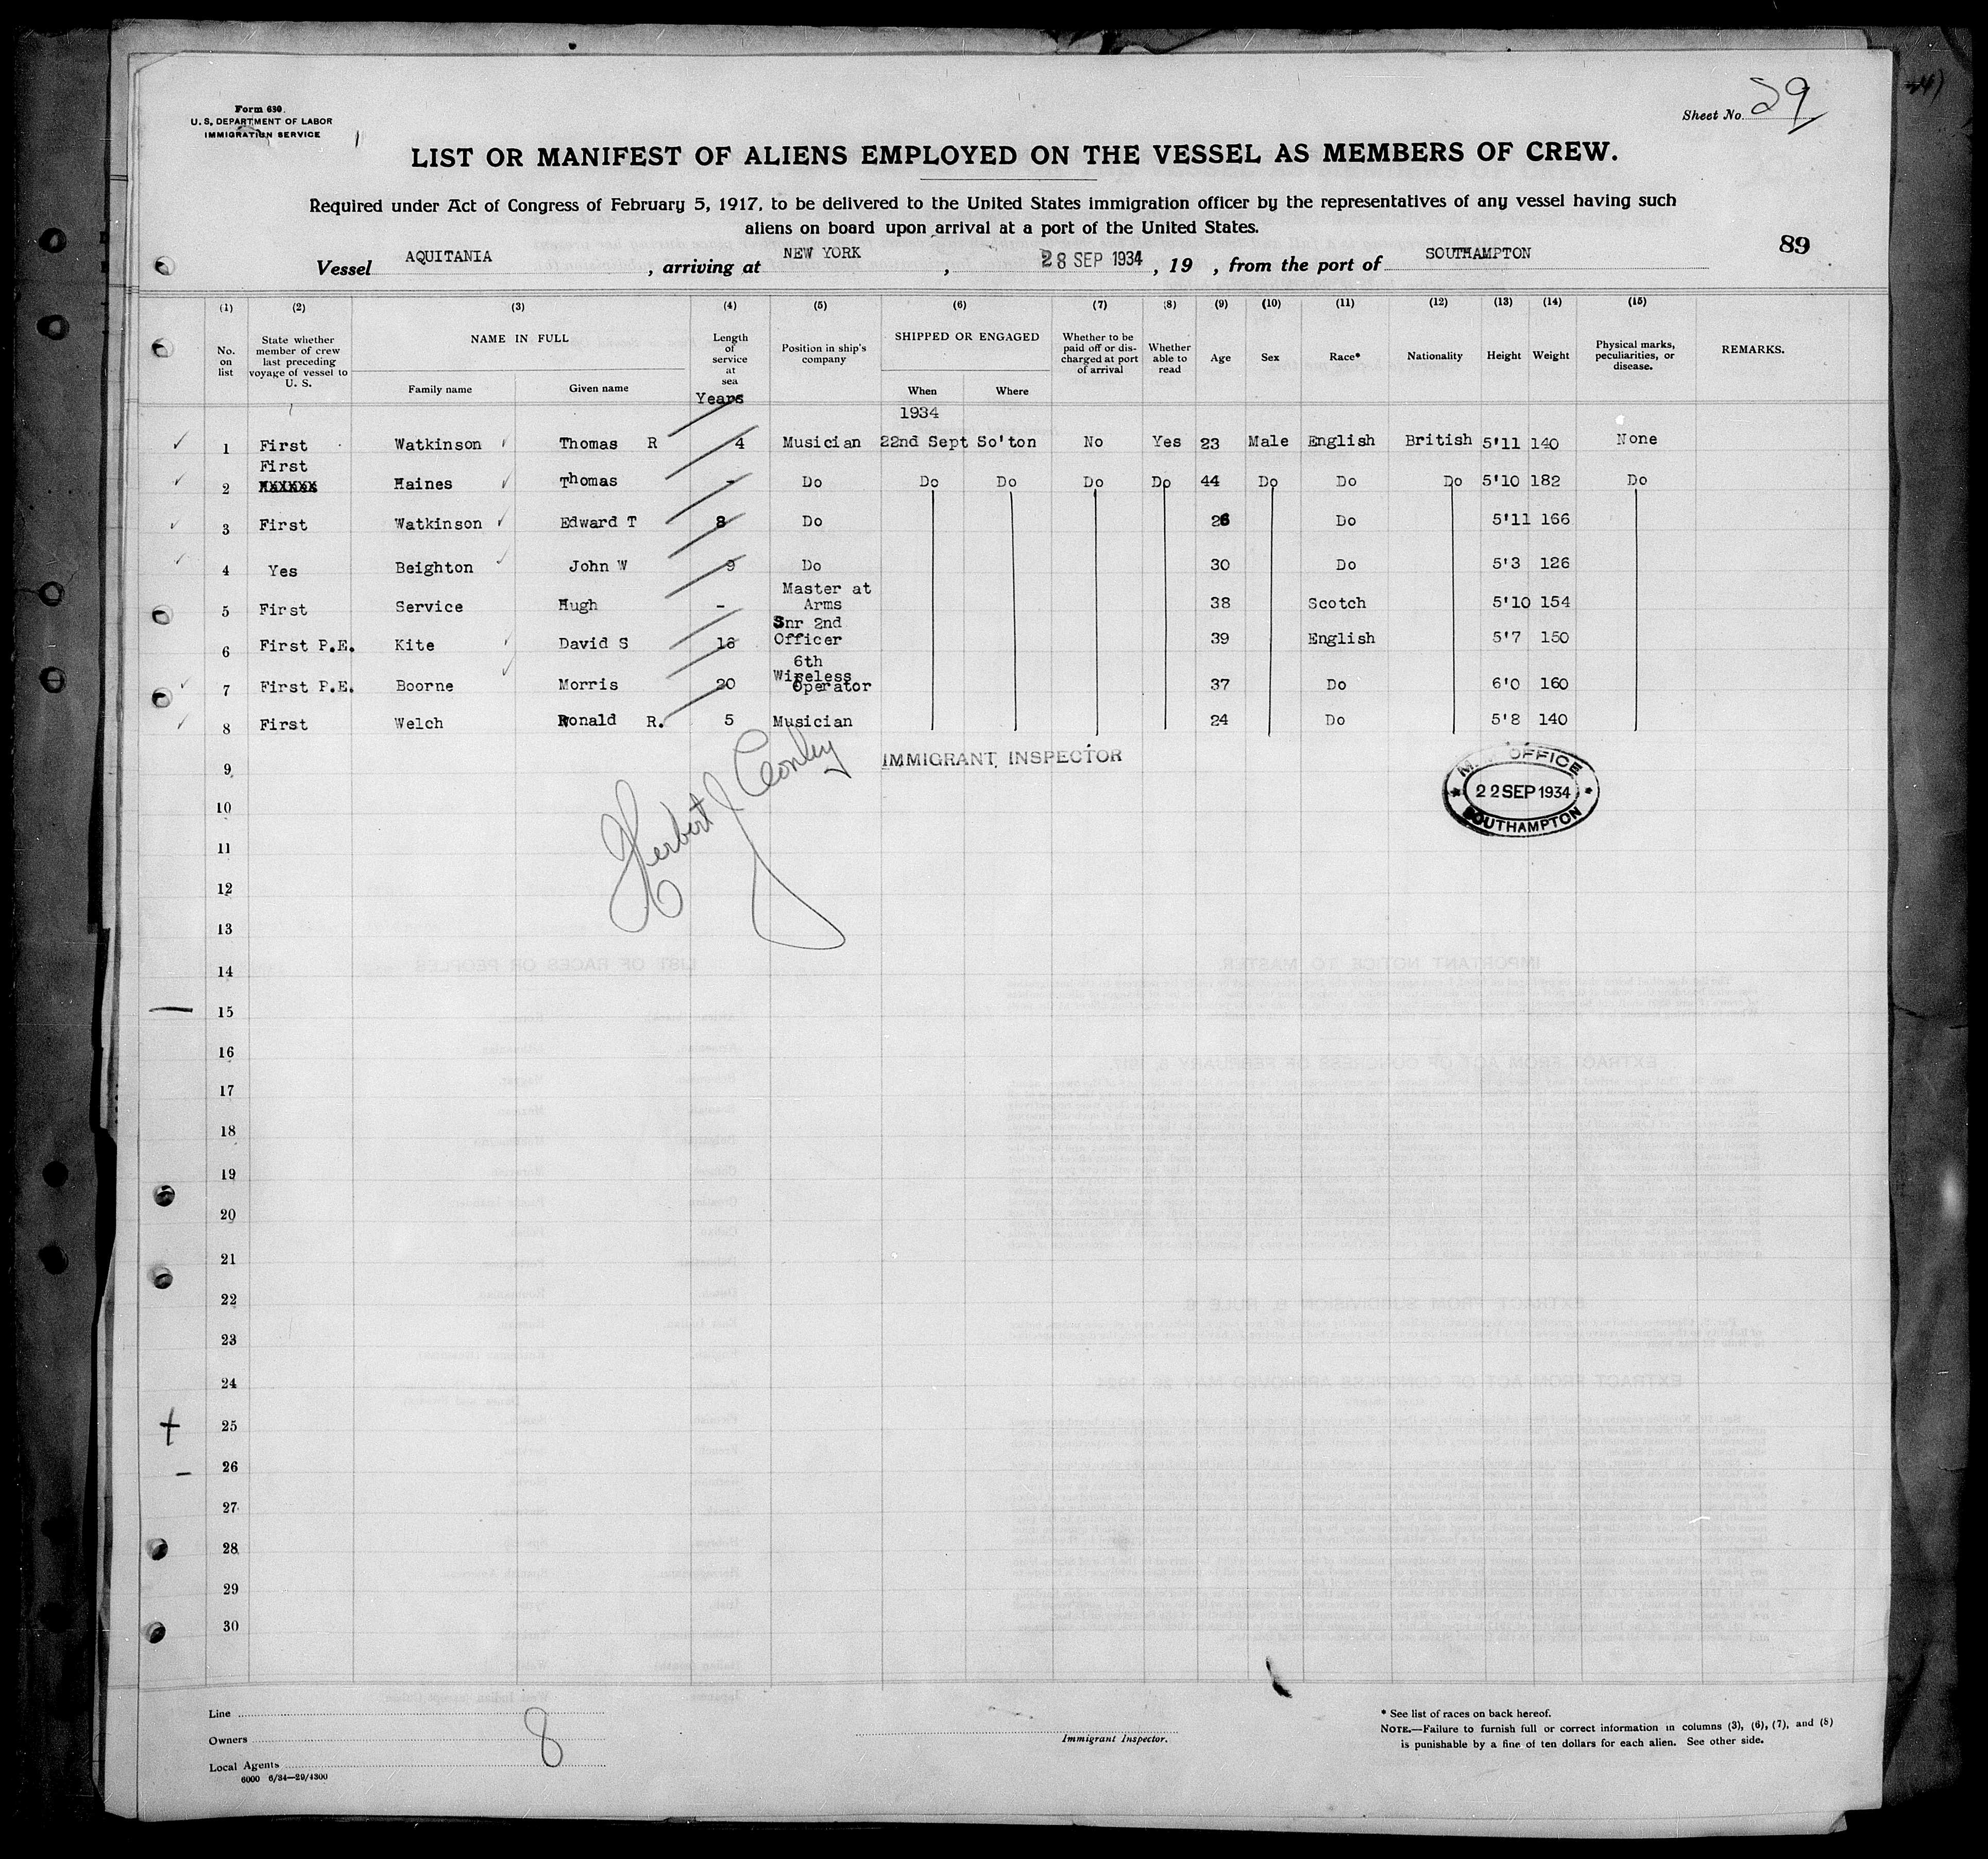 Form 630
U. S. DEPARTMENT OF LABOR
IMMIGRATION SERVICE
Sheet No. 29
LIST OR MANIFEST OF ALIENS EMPLOYED ON THE VESSEL AS MEMBERS OF CREW.
Required under Act of Congress of February 5, 1917, to be delivered to the United States immigration officer by the representatives of any vessel having such
aliens on board upon arrival at a port of the United States.
89
Vessel AQUITANIA, arriving at NEW YORK, 28 SEP 1934, 19 , from the port of SOUTHAMPTON
(1) (2) (3) (4) (5) (6) (7) (8) (9) (10) (11) (12) (13) (14) (15)
No. on list
State whether member of crew last preceding voyage of vessel to U. S.
NAME IN FULL
Family name Given name
Length of service at sea
Years
Position in ship's company
SHIPPED OR ENGAGED
When Where
1934
Whether to be paid off or discharged at port of arrival
Whether able to read
Age
Sex
Race*
Nationality
Height
Weight
Physical marks, peculiarities, or disease.
REMARKS.
1 First Watkinson Thomas R 4 Musician 22nd Sept So'ton No Yes 23 Male English British 5'11 140 None
First
2 Haines Thomas - Do Do Do Do Do 44 Do Do Do 5'10 182 Do
3 First Watkinson Edward T 8 Do 26 Do 5'11 166
4 Yes Beighton John W 9 Do 30 Do 5'3 126
5 First Service Hugh - Master at Arms 38 Scotch 5'10 154
6 First P.E. Kite David S 16 Snr 2nd Officer 39 English 5'7 150
7 First P.E. Boorne Morris 20 6th Wireless Operator 37 Do 6'0 160
8 First Welch Ronald R. 5 Musician 24 Do 5'8 140
9
IMMIGRANT INSPECTOR
Herbert J Conley
M. M. OFFICE
22 SEP 1934
SOUTHAMPTON
10
11
12
13
14
15
16
17
18
19
20
21
22
23
24
25
26
27
28
29
30
Line
Owners
Local Agents
8
6000 6/34—29/4300
Immigrant Inspector.
* See list of races on back hereof.
NOTE.—Failure to furnish full or correct information in columns (3), (6), (7), and (8)
is punishable by a fine of ten dollars for each alien. See other side.